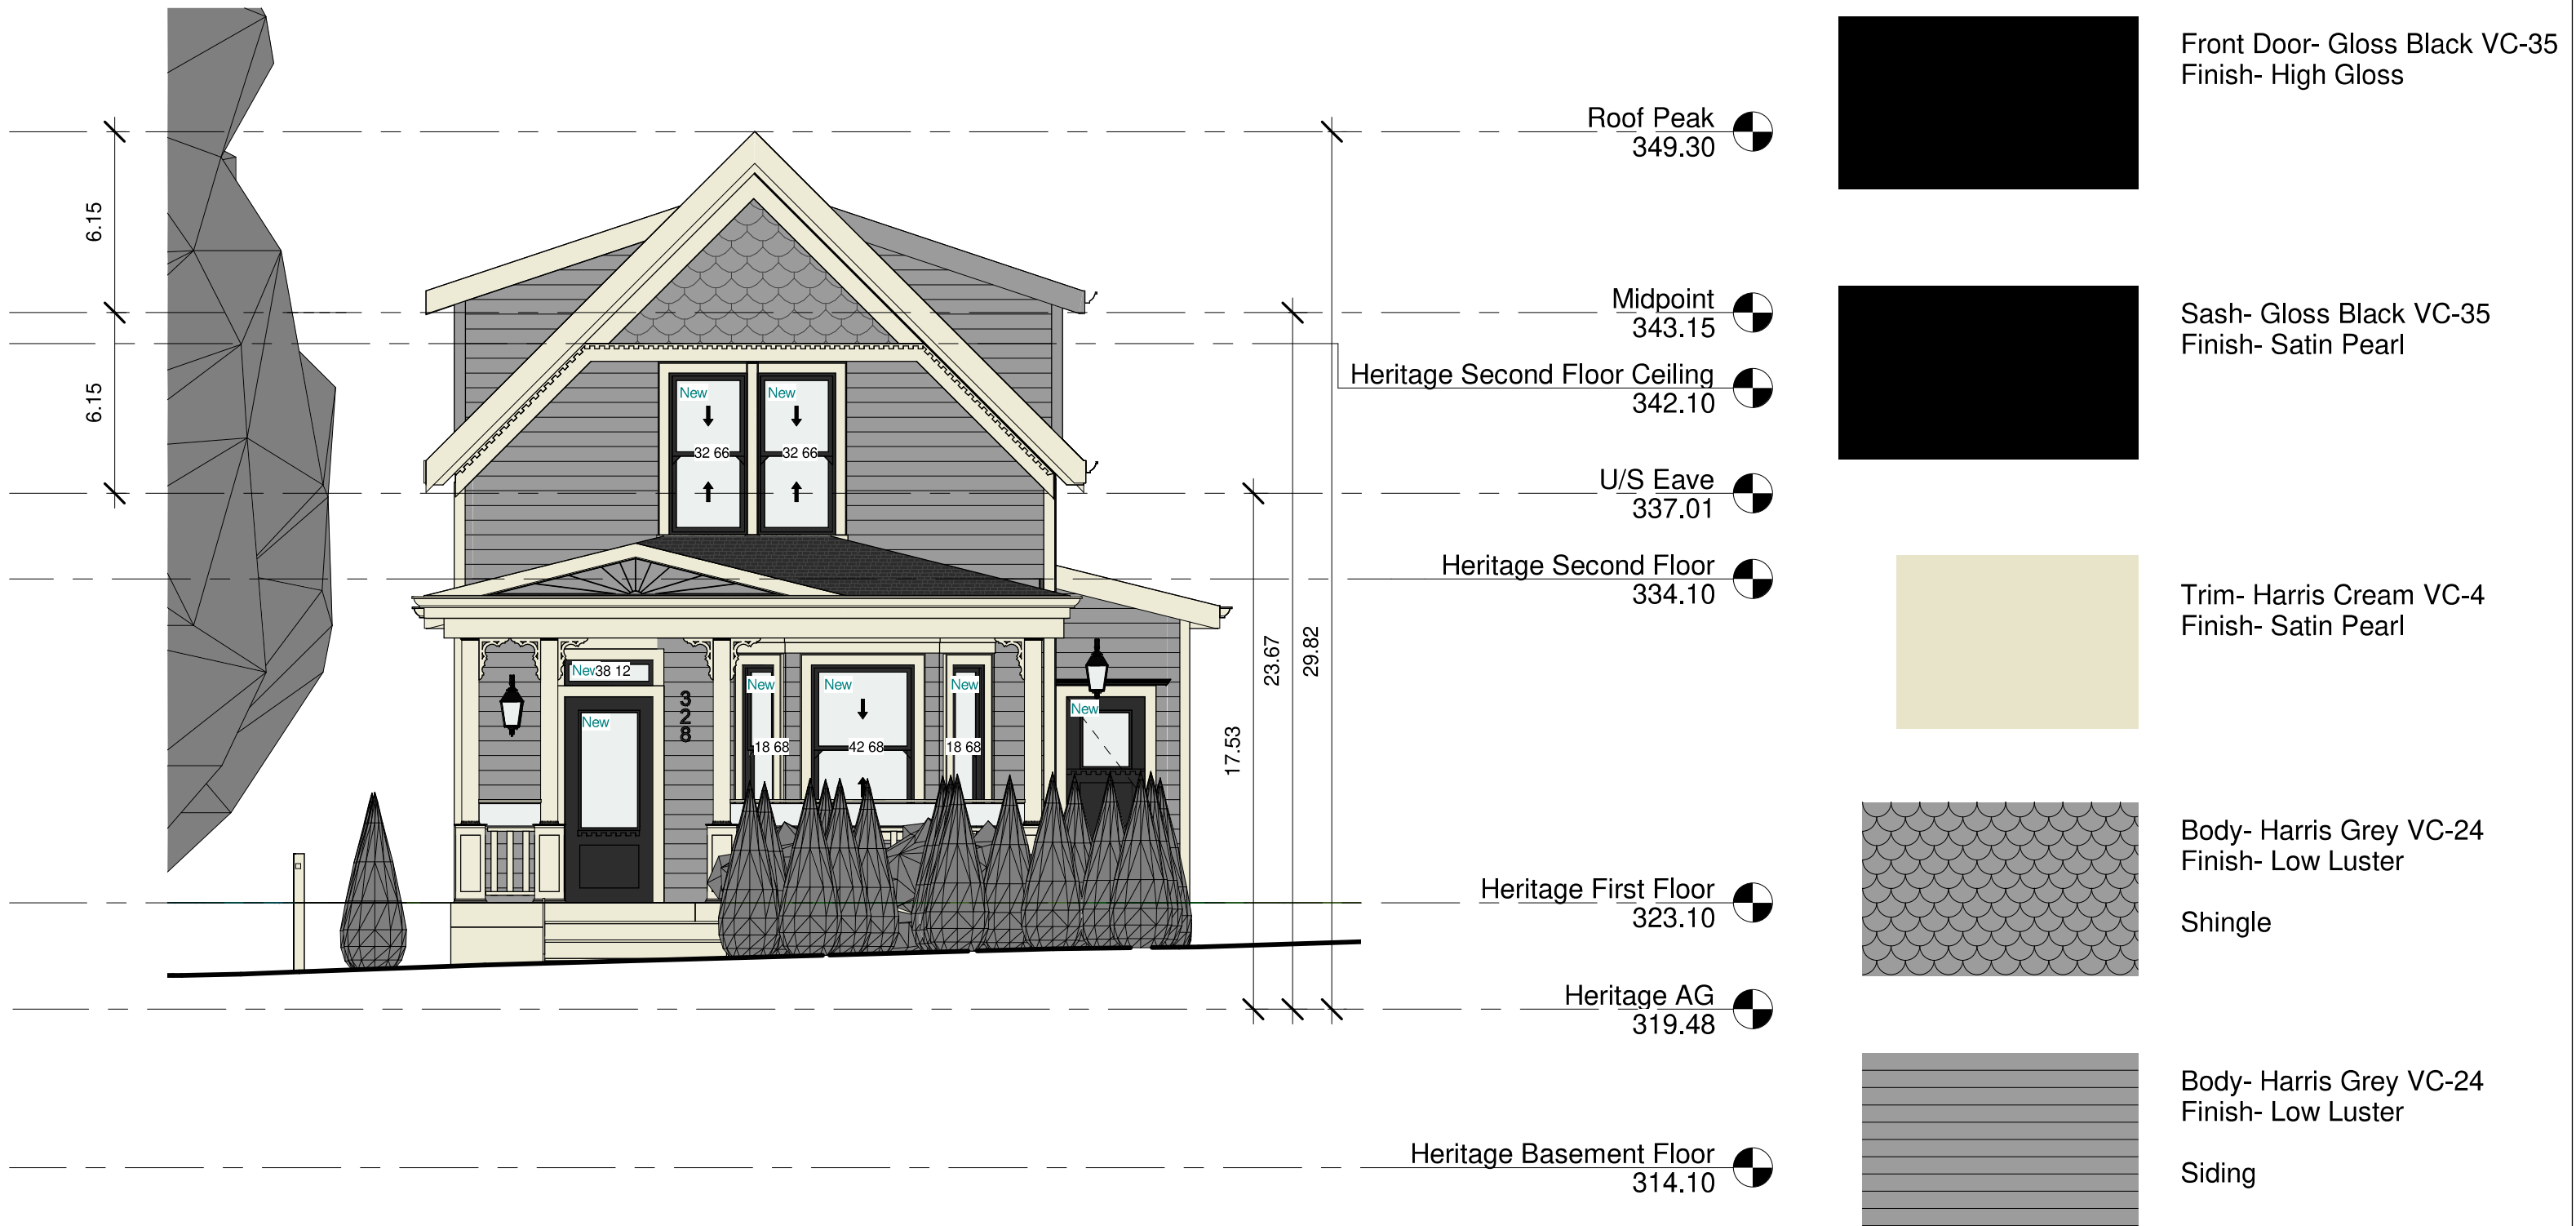 Front Door- Gloss Black VC-35
Finish- High Gloss
Roof Peak
349.30
6.15
Midpoint
343.15
Sash- Gloss Black VC-35
Finish- Satin Pearl
Heritage Second Floor Ceiling
342.10
6.15
New
New
32 66
32 66
U/S Eave
337.01
Heritage Second Floor
334.10
Trim- Harris Cream VC-4
Finish- Satin Pearl
23.67
29.82
17.53
New
38 12
New
328
New
New
New
New
18 68
42 68
18 68
Body- Harris Grey VC-24
Finish- Low Luster
Shingle
Heritage First Floor
323.10
Heritage AG
319.48
Body- Harris Grey VC-24
Finish- Low Luster
Siding
Heritage Basement Floor
314.10